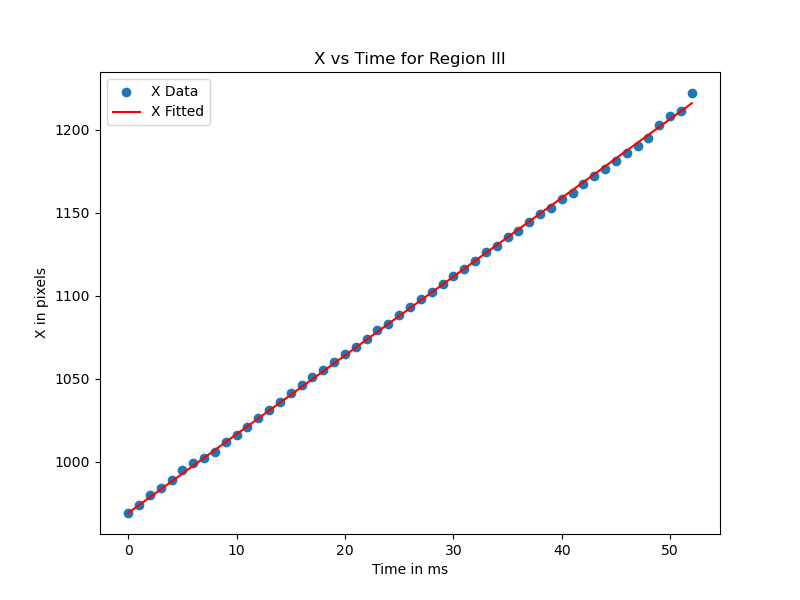 X vs Time for Region III
X Data
X Fitted
1200
1150
1100
1050
1000
X in pixels
0 10 20 30 40 50
Time in ms